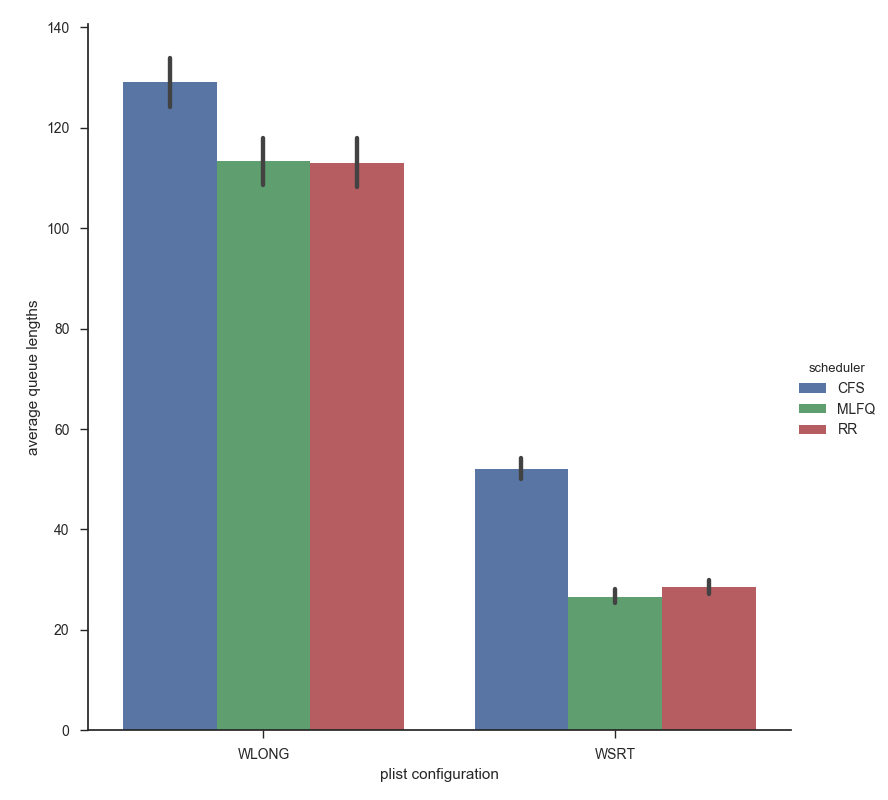 140
120
100
80
60
40
20
0
average queue lengths
WLONG
WSRT
plist configuration
scheduler
CFS
MLFQ
RR